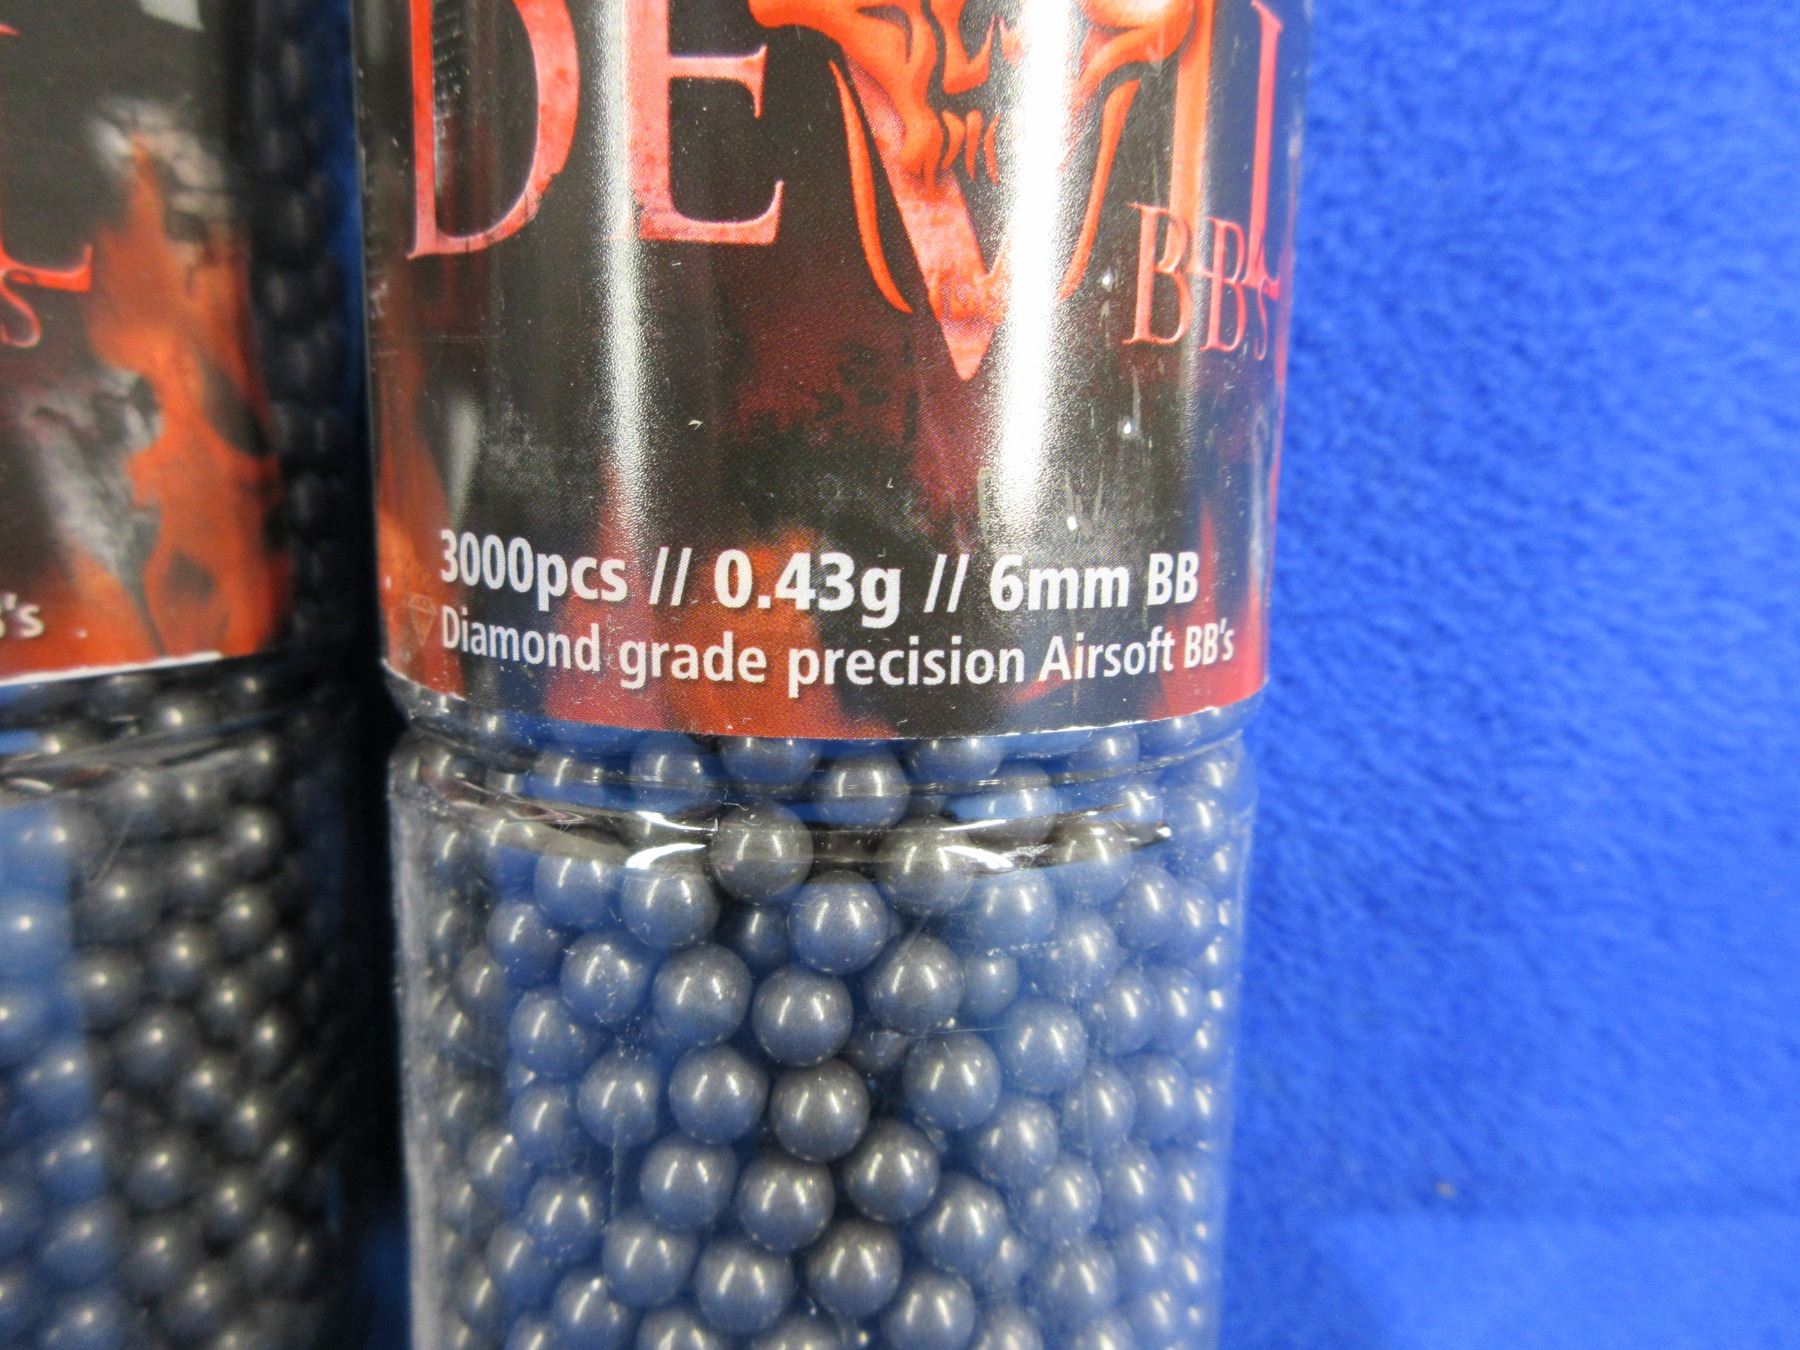 DEVIL
BB's
3000pcs // 0.43g // 6mm BB
Diamond grade precision Airsoft BB's